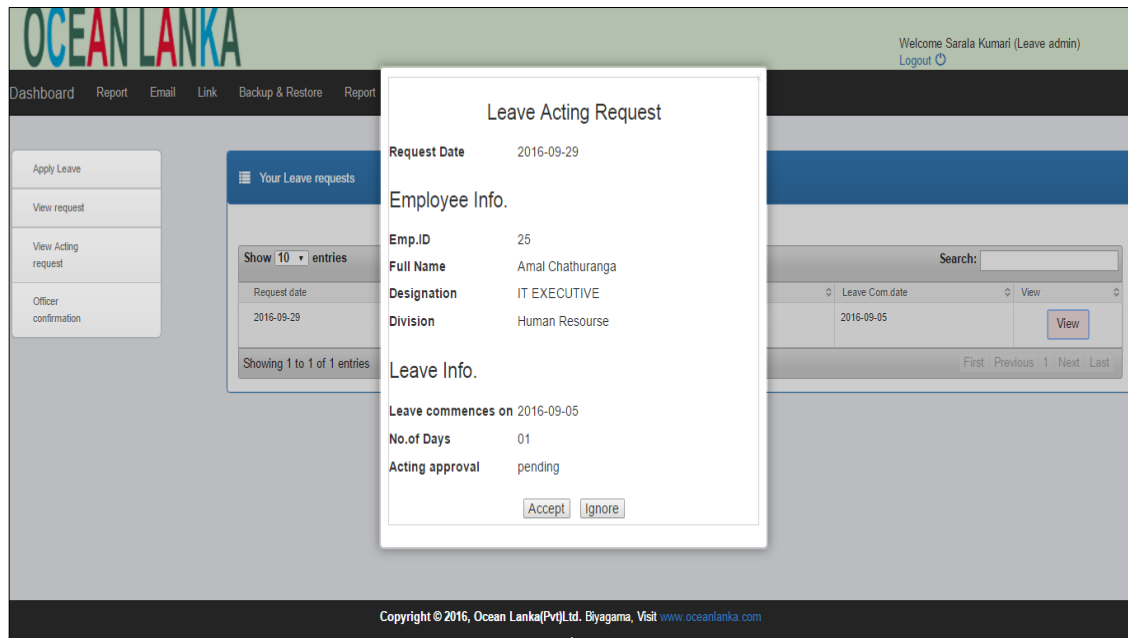 OCEAN LANKA
Welcome Sarala Kumari (Leave admin)
Logout
Dashboard Report Email Link Backup & Restore Report
Apply Leave
View request
View Acting
request
Officer
confirmation
Your Leave requests
Show 10 entries
Search:
Request date Leave Com.date View
2016-09-29 2016-09-05 View
Showing 1 to 1 of 1 entries
First Previous 1 Next Last
Leave Acting Request
Request Date 2016-09-29
Employee Info.
Emp.ID 25
Full Name Amal Chathuranga
Designation IT EXECUTIVE
Division Human Resourse
Leave Info.
Leave commences on 2016-09-05
No.of Days 01
Acting approval pending
Accept Ignore
Copyright © 2016, Ocean Lanka(Pvt)Ltd. Biyagama, Visit www.oceanlanka.com